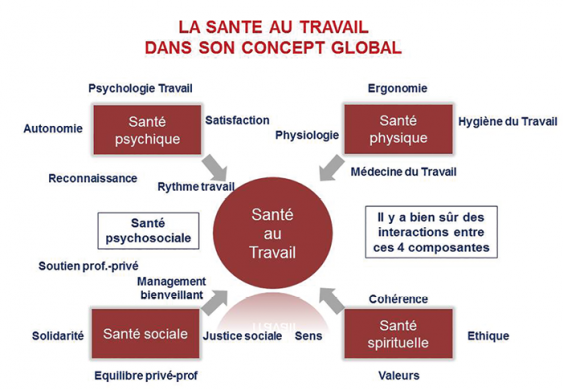 LA SANTE AU TRAVAIL
DANS SON CONCEPT GLOBAL
Psychologie Travail
Ergonomie
Autonomie
Santé
psychique
Satisfaction
Physiologie
Santé
physique
Hygiène du Travail
Reconnaissance
Rythme travail
Médecine du Travail
Santé
psychosociale
Santé
au
Travail
Il y a bien sûr des
interactions entre
ces 4 composantes
Soutien prof.-privé
Management
bienveillant
Cohérence
Solidarité
Santé sociale
Justice sociale
Sens
Santé
spirituelle
Ethique
Equilibre privé-prof
Valeurs